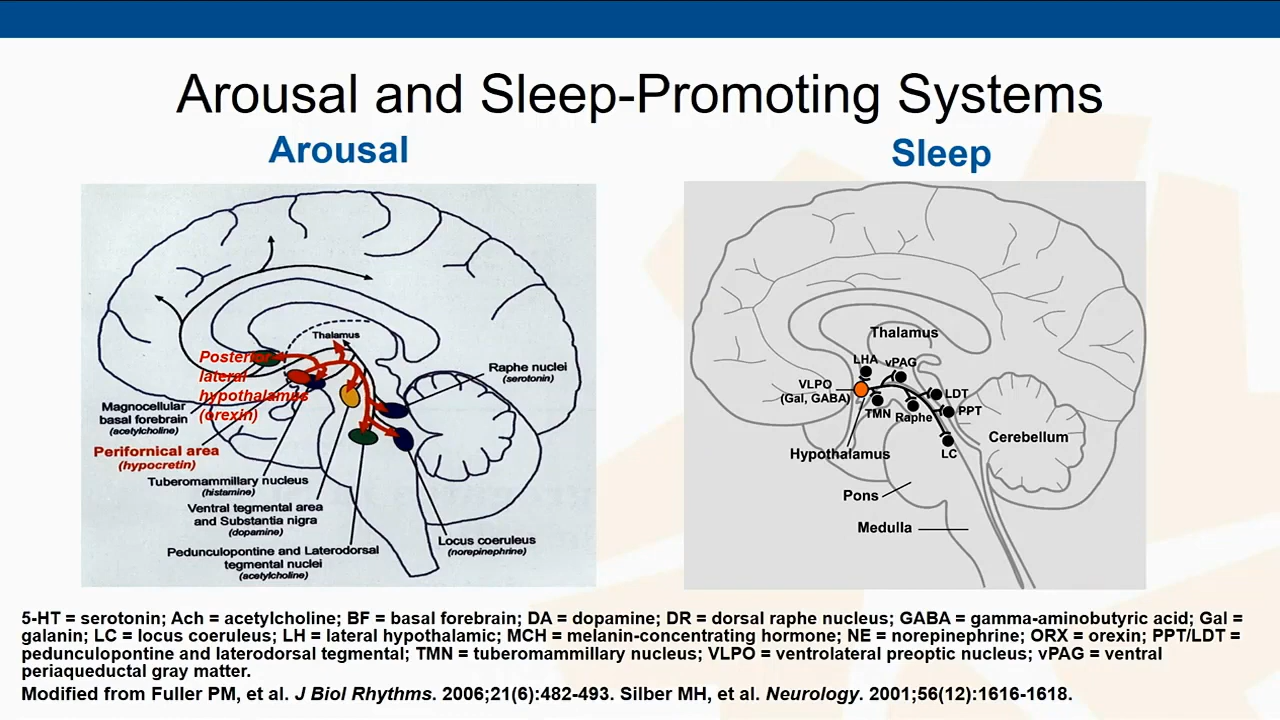 Arousal and Sleep-Promoting Systems
Arousal
Sleep
Thalamus
Posterior
lateral
hypothalamus
(orexin)
Raphe nuclei
(serotonin)
Magnocellular
basal forebrain
(acetylcholine)
Perifornical area
(hypocretin)
Tuberomammillary nucleus
(histamine)
Ventral tegmental area
and Substantia nigra
(dopamine)
Pedunculopontine and Laterodorsal
tegmental nuclei
(acetylcholine)
Locus coeruleus
(norepinephrine)
Thalamus
LHA
vPAG
VLPO
(Gal, GABA)
TMN
Raphe
LDT
PPT
LC
Cerebellum
Hypothalamus
Pons
Medulla
5-HT = serotonin; Ach = acetylcholine; BF = basal forebrain; DA = dopamine; DR = dorsal raphe nucleus; GABA = gamma-aminobutyric acid; Gal =
galanin; LC = locus coeruleus; LH = lateral hypothalamic; MCH = melanin-concentrating hormone; NE = norepinephrine; ORX = orexin; PPT/LDT =
pedunculopontine and laterodorsal tegmental; TMN = tuberomammillary nucleus; VLPO = ventrolateral preoptic nucleus; vPAG = ventral
periaqueductal gray matter.
Modified from Fuller PM, et al. J Biol Rhythms. 2006;21(6):482-493. Silber MH, et al. Neurology. 2001;56(12):1616-1618.